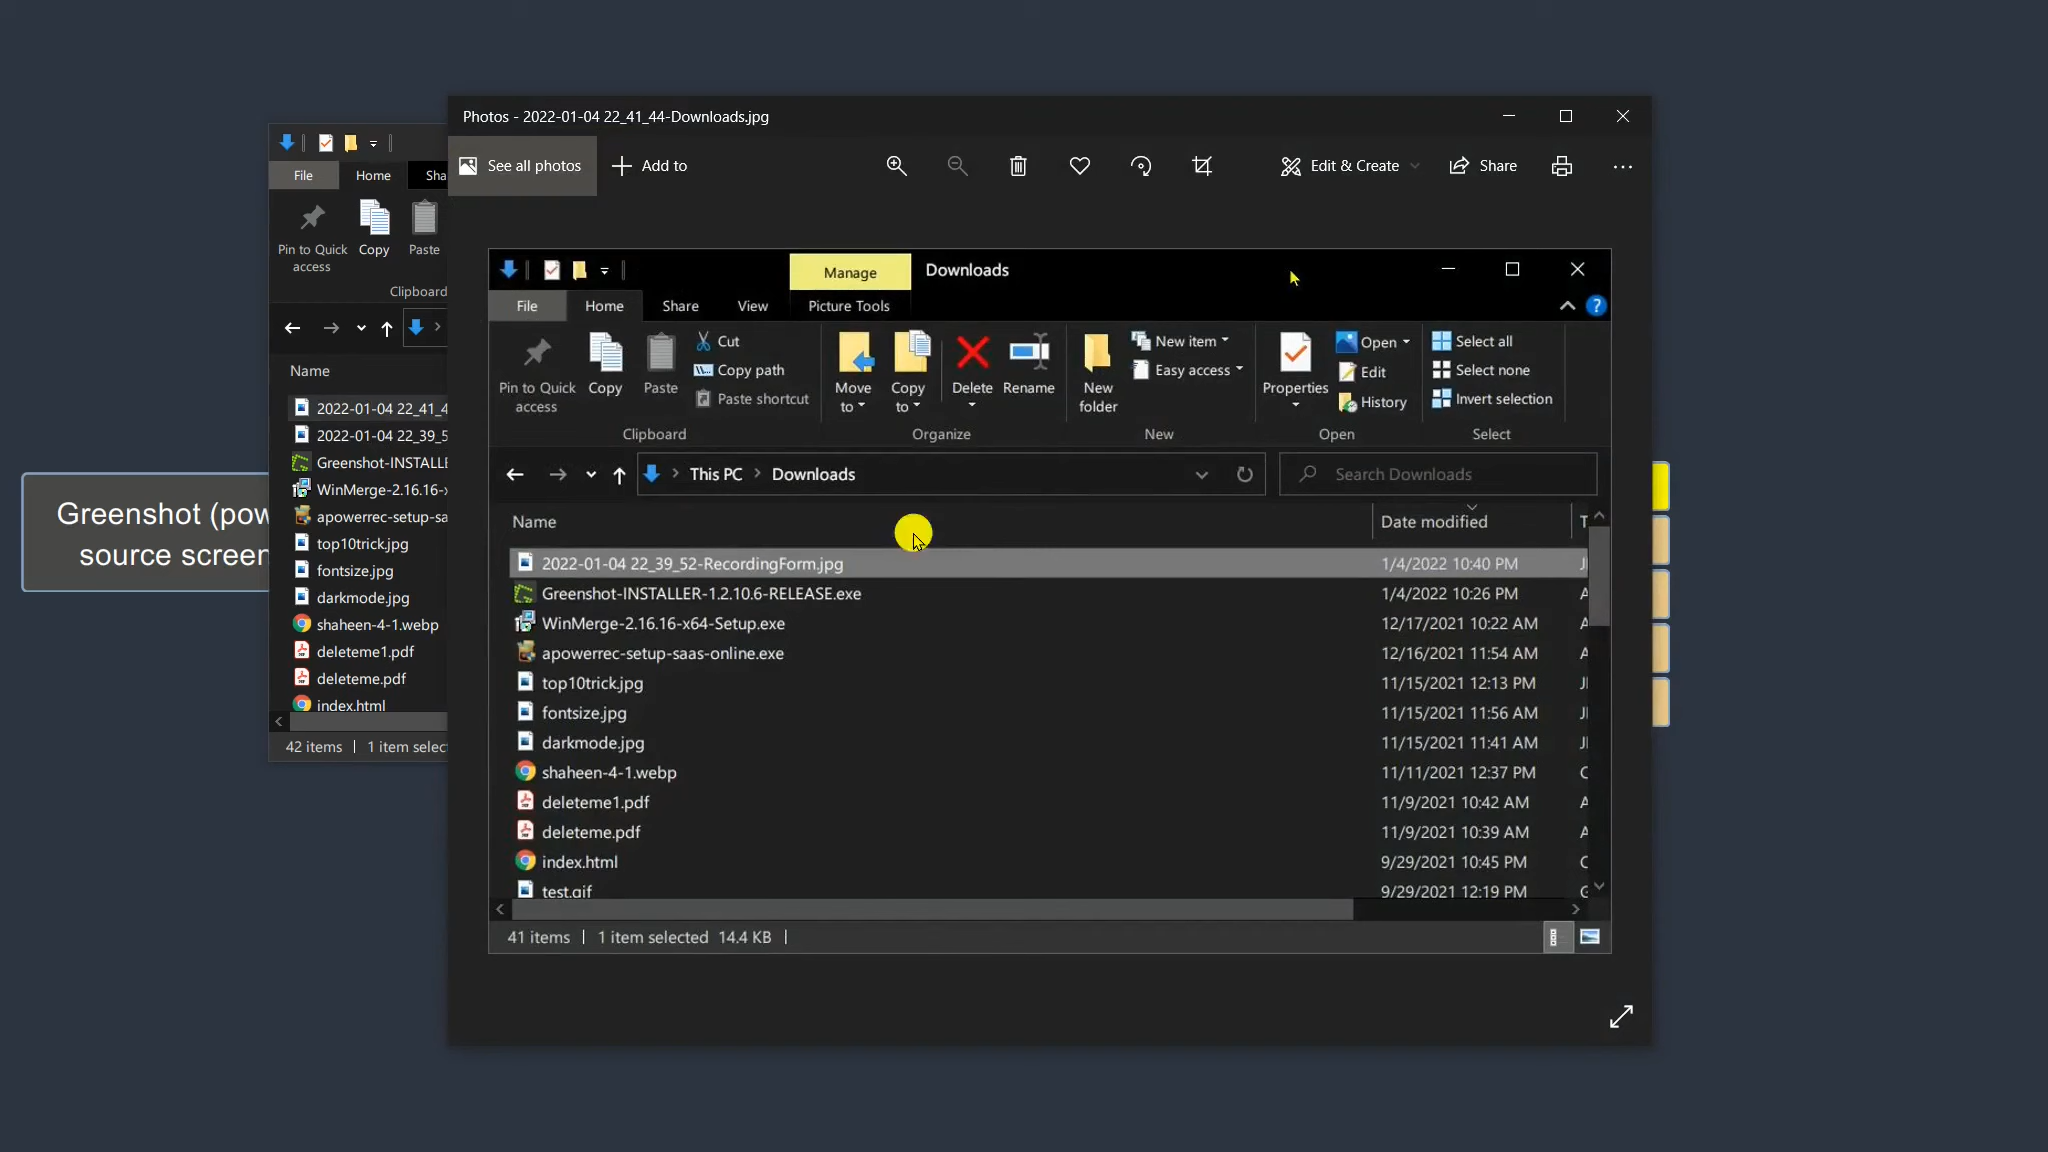 Photos - 2022-01-04 22_41_44-Downloads.jpg
See all photos
Add to
Edit & Create
Share
File
Home
Sha
Pin to Quick access
Copy
Paste
Clipboard
Name
2022-01-04 22_41_4
2022-01-04 22_39_5
Greenshot-INSTALLE
WinMerge-2.16.16-x
apowerrec-setup-sa
top10trick.jpg
fontsize.jpg
darkmode.jpg
shaheen-4-1.webp
deleteme1.pdf
deleteme.pdf
index.html
42 items
1 item select
Greenshot (pow
source screen
Manage
Downloads
File
Home
Share
View
Picture Tools
Pin to Quick access
Copy
Paste
Cut
Copy path
Paste shortcut
Clipboard
Move to
Copy to
Delete
Rename
Organize
New folder
New item
Easy access
New
Properties
Open
Edit
History
Open
Select all
Select none
Invert selection
Select
This PC > Downloads
Search Downloads
Name Date modified T
2022-01-04 22_39_52-RecordingForm.jpg 1/4/2022 10:40 PM
Greenshot-INSTALLER-1.2.10.6-RELEASE.exe 1/4/2022 10:26 PM A
WinMerge-2.16.16-x64-Setup.exe 12/17/2021 10:22 AM A
apowerrec-setup-saas-online.exe 12/16/2021 11:54 AM A
top10trick.jpg 11/15/2021 12:13 PM
fontsize.jpg 11/15/2021 11:56 AM
darkmode.jpg 11/15/2021 11:41 AM
shaheen-4-1.webp 11/11/2021 12:37 PM C
deleteme1.pdf 11/9/2021 10:42 AM A
deleteme.pdf 11/9/2021 10:39 AM A
index.html 9/29/2021 10:45 PM C
test.gif 9/29/2021 12:19 PM G
41 items
1 item selected 14.4 KB